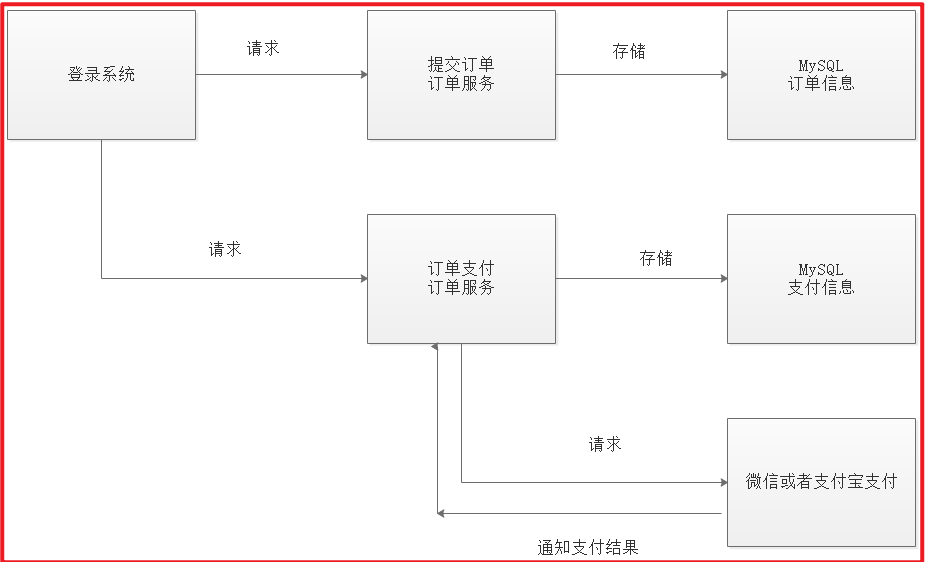 请求
存储
登录系统
提交订单
订单服务
MySQL
订单信息
请求
存储
订单支付
订单服务
MySQL
支付信息
请求
微信或者支付宝支付
通知支付结果